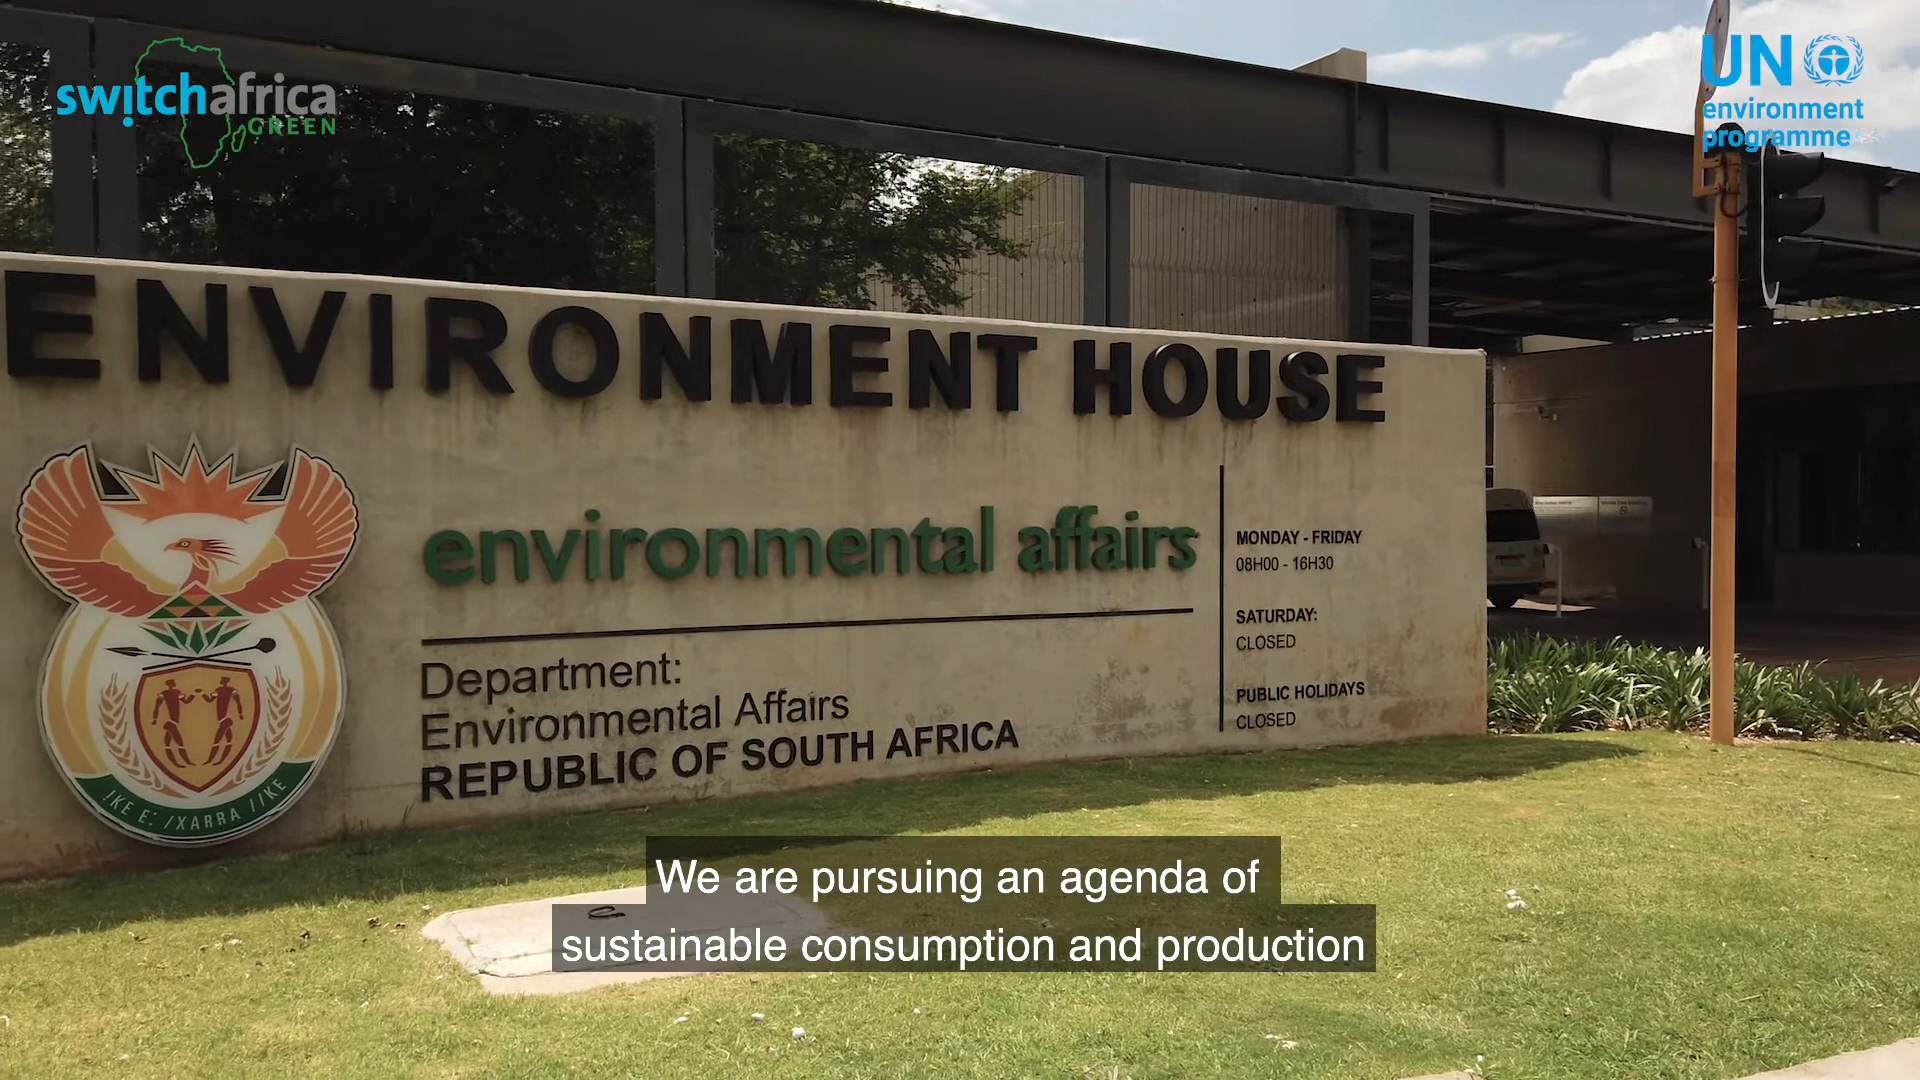 switchafrica
GREEN
UN
environment
programme
ENVIRONMENT HOUSE
environmental affairs
Department:
Environmental Affairs
REPUBLIC OF SOUTH AFRICA
MONDAY - FRIDAY
08H00 - 16H30
SATURDAY:
CLOSED
PUBLIC HOLIDAYS
CLOSED
!KE E: /XARRA //KE
We are pursuing an agenda of
sustainable consumption and production